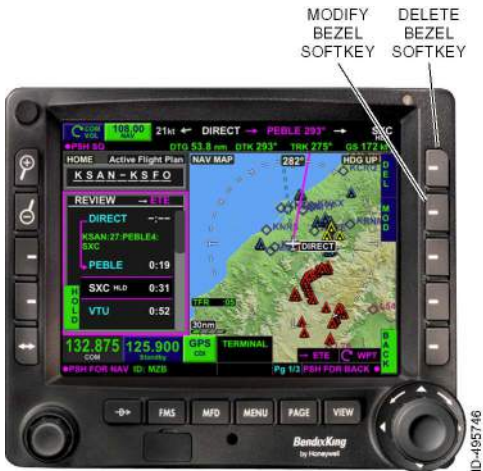 MODIFY
BEZEL
SOFTKEY
DELETE
BEZEL
SOFTKEY
COM
VOL
108.00
NAV
21kt ← DIRECT → PEBLE 293° → SXC
PSH SQ DTG 53.8 nm DTK 293° TRK 275° GS 172 kt
HOME Active Flight Plan
KSAN-KSFO
NAV MAP
282°
HDG UP
DEL
MOD
REVIEW → ETE
DIRECT --:--
KSAN:27:PEBLE4:
SXC
PEBLE 0:19
SXC HLD 0:31
VTU 0:52
HOLD
DIRECT
TFR 05
30nm
BACK
132.875
COM
125.900
Standby
GPS
CDI
TERMINAL
→ ETE
WPT
PSH FOR NAV ID: MZB
Pg 1/3 PSH FOR BACK
-D→
FMS
MFD
MENU
PAGE
VIEW
BendixKing
by Honeywell
ID-495746